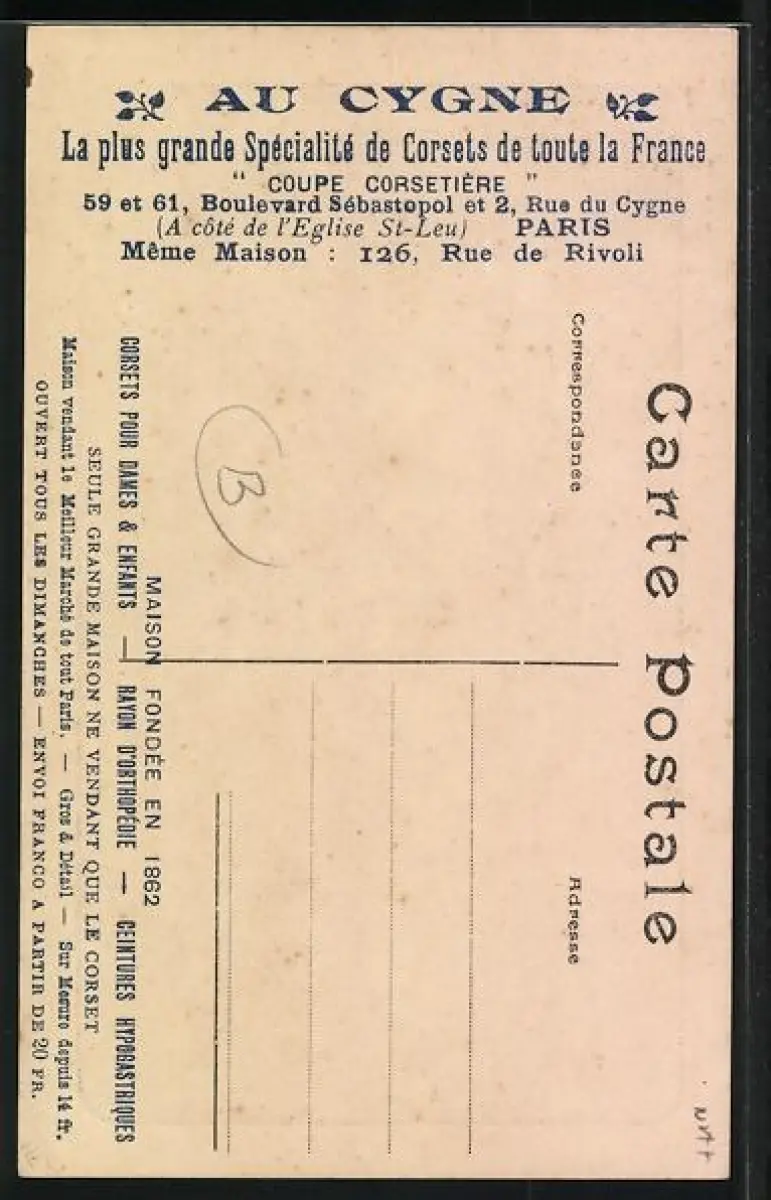 AU CYGNE
La plus grande Spécialité de Corsets de toute la France
" COUPE CORSETIÈRE "
59 et 61, Boulevard Sébastopol et 2, Rue du Cygne
(A côté de l'Eglise St-Leu) PARIS
Même Maison : 126, Rue de Rivoli
Carte Postale
Correspondance
Adresse
B
MAISON FONDÉE EN 1862
CORSETS POUR DAMES & ENFANTS — RAYON D'ORTHOPÉDIE — CEINTURES HYPOGASTRIQUES
SEULE GRANDE MAISON NE VENDANT QUE LE CORSET
Maison vendant le Meilleur Marché de tout Paris. — Gros & Détail — Sur Mesure depuis 14 fr.
OUVERT TOUS LES DIMANCHES — ENVOI FRANCO A PARTIR DE 20 FR.